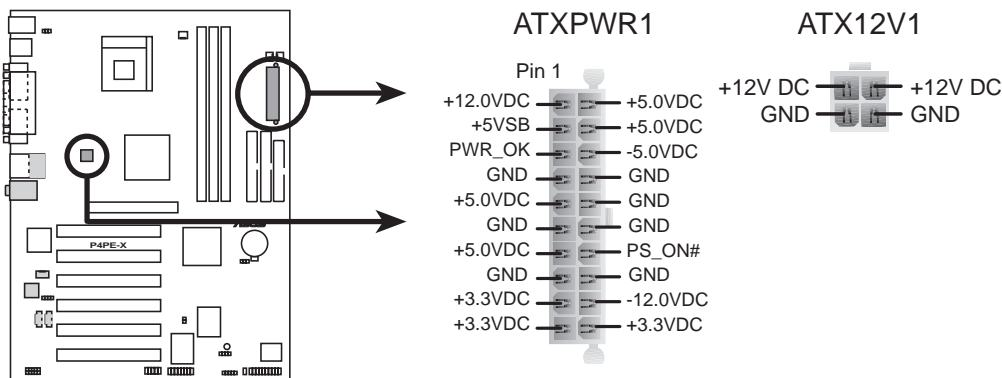 ATXPWR1
ATX12V1
Pin 1
+12.0VDC
+5VSB
PWR_OK
GND
+5.0VDC
GND
+5.0VDC
GND
+3.3VDC
+3.3VDC
+5.0VDC
+5.0VDC
-5.0VDC
GND
GND
GND
PS_ON#
GND
-12.0VDC
+3.3VDC
+12V DC
GND
+12V DC
GND
P4PE-X